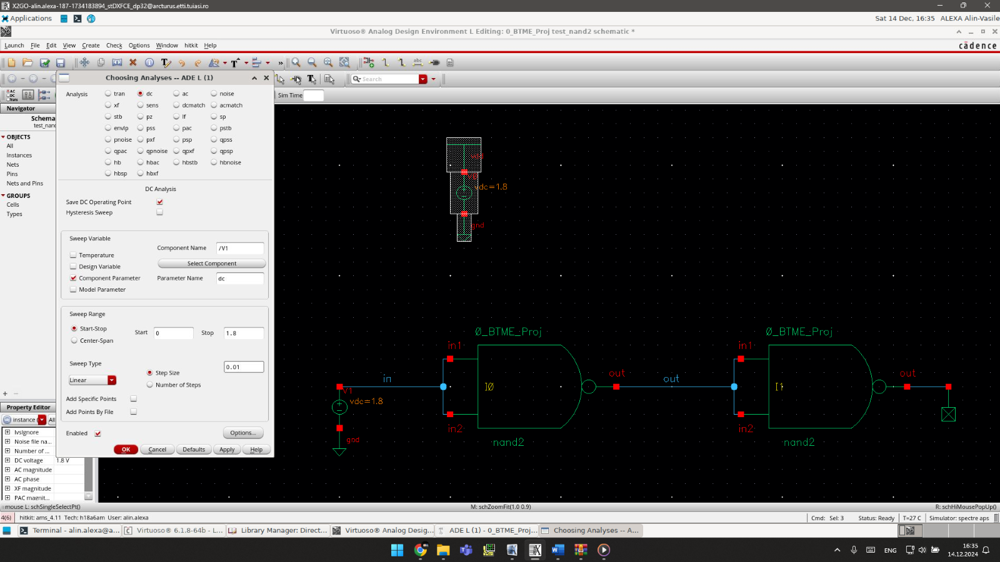 X2GO-alin.alexa-187-1734183894_stDXFCE_dp32@arcturus.etti.tuiasi.ro
Applications
Sat 14 Dec, 16:35 ALEXA Alin-Vasile
Virtuoso® Analog Design Environment L Editing: 0_BTME_Proj test_nand2 schematic *
Launch File Edit View Create Check Options Window hitkit Help
cādence
Choosing Analyses -- ADE L (1)
Search
Sim Time
Navigator
Schema
test_nand
OBJECTS
All
Instances
Nets
Pins
Nets and Pins
GROUPS
Cells
Types
Analysis
tran dc ac noise
xf sens dcmatch acmatch
stb pz lf sp
envlp pss pac pstb
pnoise pxf psp qpss
qpac qpnoise qpxf qpsp
hb hbac hbstb hbnoise
hbsp hbxf
DC Analysis
Save DC Operating Point
Hysteresis Sweep
Sweep Variable
Temperature
Design Variable
Component Parameter
Model Parameter
Component Name /V1
Select Component
Parameter Name dc
Sweep Range
Start-Stop
Center-Span
Start 0 Stop 1.8
Sweep Type
Linear
Step Size 0.01
Number of Steps
Add Specific Points
Add Points By File
Enabled
Options...
OK Cancel Defaults Apply Help
Property Editor
instance ( All
lvsIgnore
Noise file na...
Number of ...
DC voltage 1.8 V
AC magnitude
AC phase
XF magnitude
PAC magnit...
vdc=1.8
gnd
0_BTME_Proj
in1
in
V1
vdc=1.8
gnd
I0
in2
nand2
out
out
0_BTME_Proj
in1
I1
in2
nand2
out
mouse L: schSingleSelectPt() M: schZoomFit(1.0 0.9) R: schHiMousePopUp()
4(6) hitkit: ams_4.11 Tech: h18a6am User: alin.alexa
Cmd: Sel: 3 Status: Ready T=27 C Simulator: spectre aps
Terminal - alin.alexa@a... Virtuoso® 6.1.8-64b - L... Library Manager: Direct... Virtuoso® Analog Desig... ADE L (1) - 0_BTME_Proj... Choosing Analyses -- A...
ENG
16:35
14.12.2024